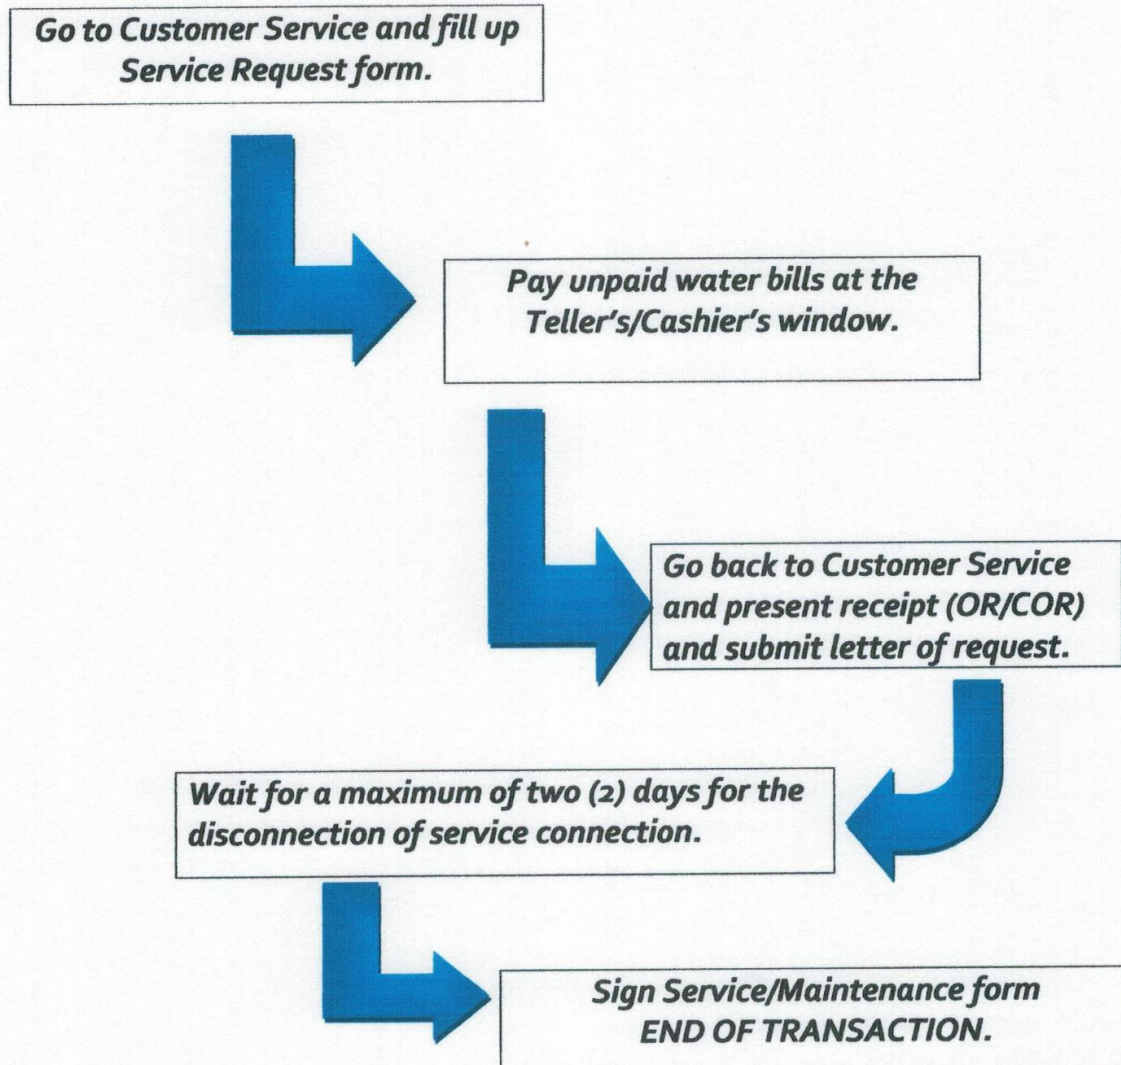 Go to Customer Service and fill up
Service Request form.
Pay unpaid water bills at the
Teller's/Cashier's window.
Go back to Customer Service
and present receipt (OR/COR)
and submit letter of request.
Wait for a maximum of two (2) days for the
disconnection of service connection.
Sign Service/Maintenance form
END OF TRANSACTION.